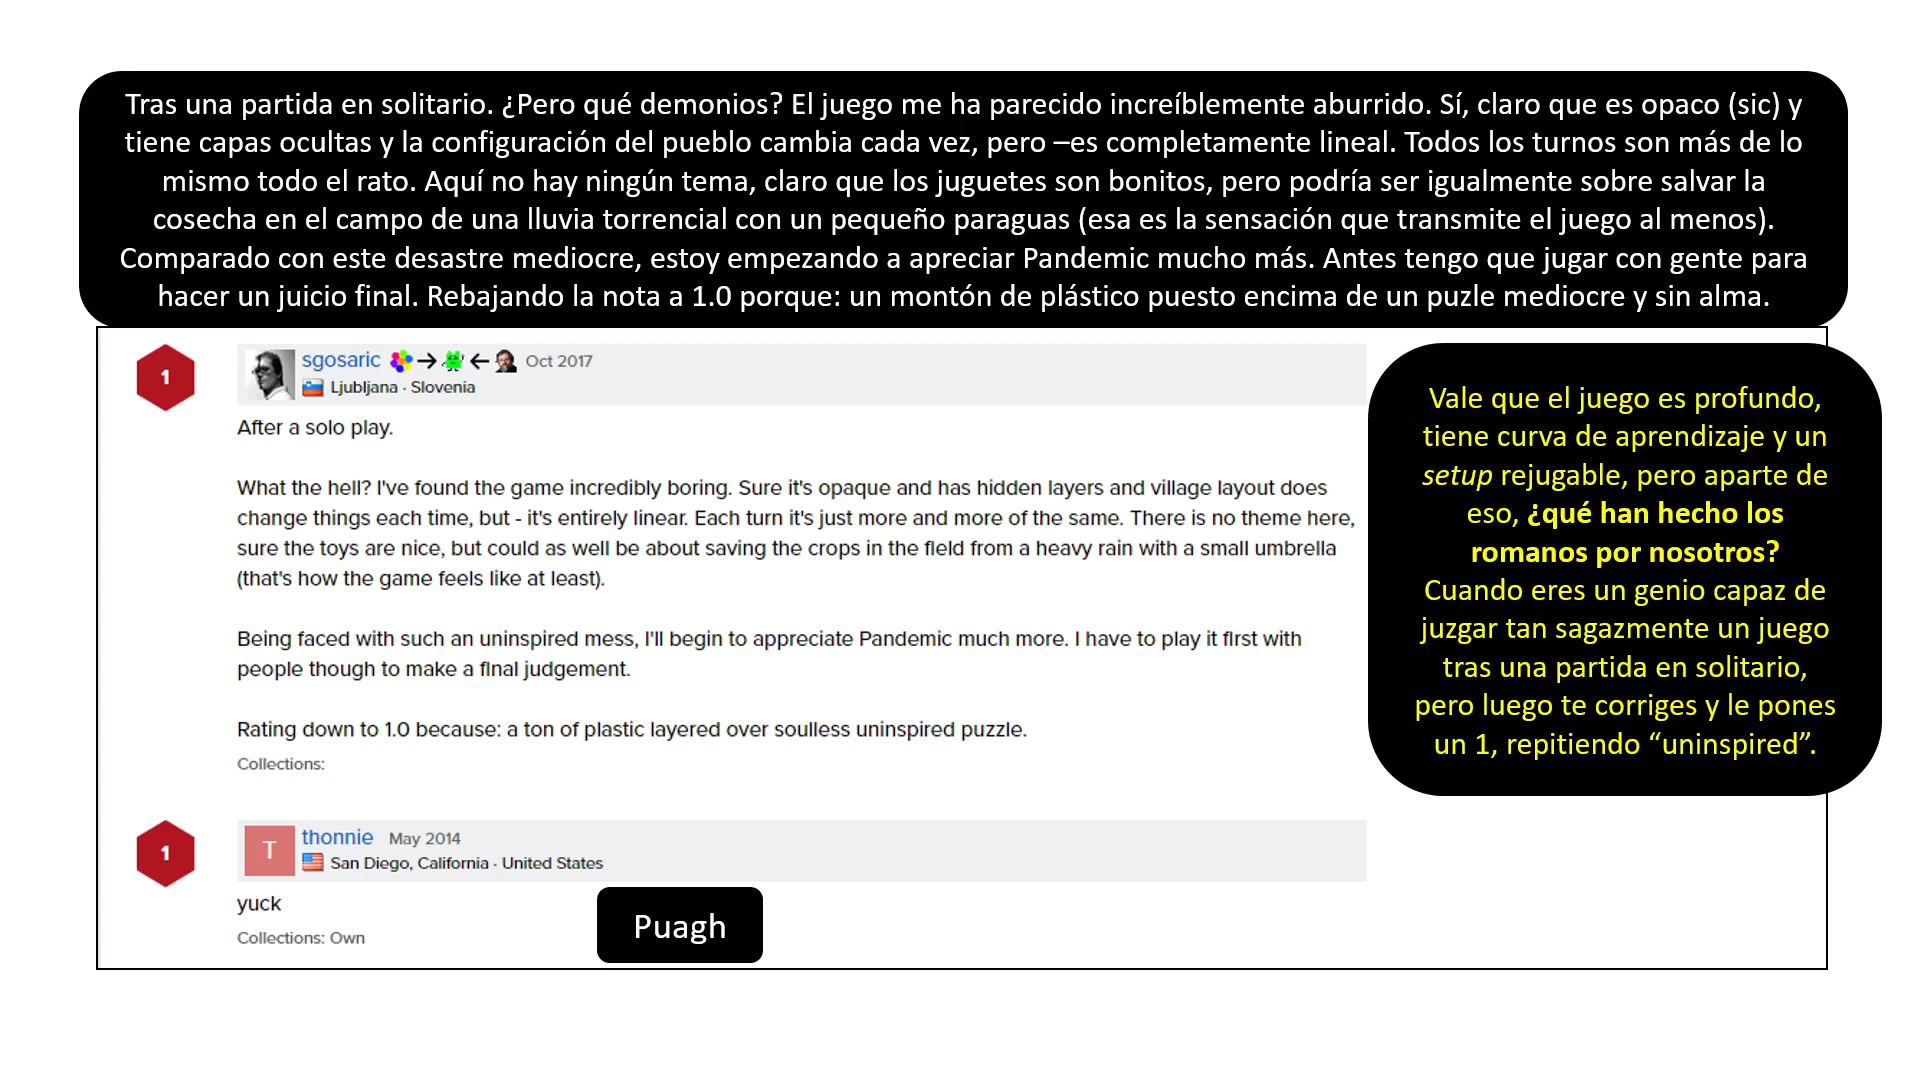 Tras una partida en solitario. ¿Pero qué demonios? El juego me ha parecido increíblemente aburrido. Sí, claro que es opaco (sic) y
tiene capas ocultas y la configuración del pueblo cambia cada vez, pero –es completamente lineal. Todos los turnos son más de lo
mismo todo el rato. Aquí no hay ningún tema, claro que los juguetes son bonitos, pero podría ser igualmente sobre salvar la
cosecha en el campo de una lluvia torrencial con un pequeño paraguas (esa es la sensación que transmite el juego al menos).
Comparado con este desastre mediocre, estoy empezando a apreciar Pandemic mucho más. Antes tengo que jugar con gente para
hacer un juicio final. Rebajando la nota a 1.0 porque: un montón de plástico puesto encima de un puzle mediocre y sin alma.
1
sgosaric Oct 2017
Ljubljana · Slovenia
After a solo play.
What the hell? I've found the game incredibly boring. Sure it's opaque and has hidden layers and village layout does
change things each time, but - it's entirely linear. Each turn it's just more and more of the same. There is no theme here,
sure the toys are nice, but could as well be about saving the crops in the field from a heavy rain with a small umbrella
(that's how the game feels like at least).
Being faced with such an uninspired mess, I'll begin to appreciate Pandemic much more. I have to play it first with
people though to make a final judgement.
Rating down to 1.0 because: a ton of plastic layered over soulless uninspired puzzle.
Collections:
Vale que el juego es profundo,
tiene curva de aprendizaje y un
setup rejugable, pero aparte de
eso, ¿qué han hecho los
romanos por nosotros?
Cuando eres un genio capaz de
juzgar tan sagazmente un juego
tras una partida en solitario,
pero luego te corriges y le pones
un 1, repitiendo “uninspired”.
1
T
thonnie May 2014
San Diego, California · United States
yuck
Collections: Own
Puagh